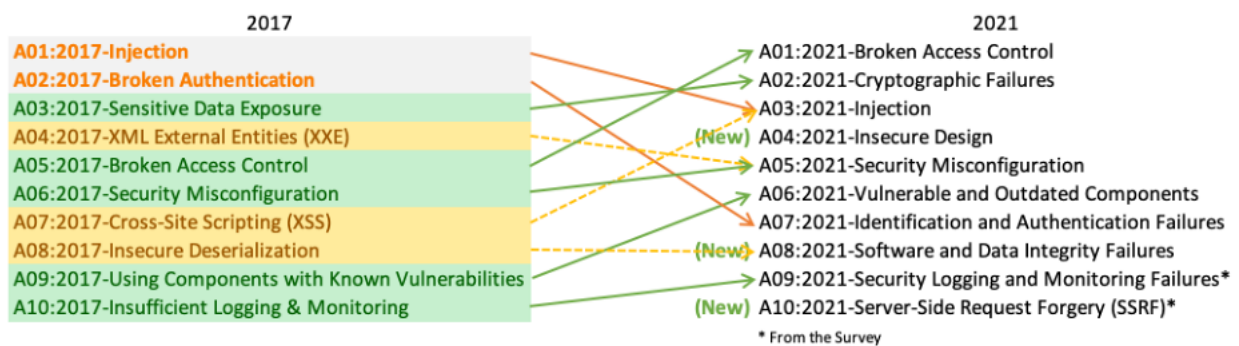 2017
A01:2017-Injection
A02:2017-Broken Authentication
A03:2017-Sensitive Data Exposure
A04:2017-XML External Entities (XXE)
A05:2017-Broken Access Control
A06:2017-Security Misconfiguration
A07:2017-Cross-Site Scripting (XSS)
A08:2017-Insecure Deserialization
A09:2017-Using Components with Known Vulnerabilities
A10:2017-Insufficient Logging & Monitoring
2021
A01:2021-Broken Access Control
A02:2021-Cryptographic Failures
A03:2021-Injection
(New) A04:2021-Insecure Design
A05:2021-Security Misconfiguration
A06:2021-Vulnerable and Outdated Components
A07:2021-Identification and Authentication Failures
(New) A08:2021-Software and Data Integrity Failures
A09:2021-Security Logging and Monitoring Failures*
(New) A10:2021-Server-Side Request Forgery (SSRF)*
* From the Survey